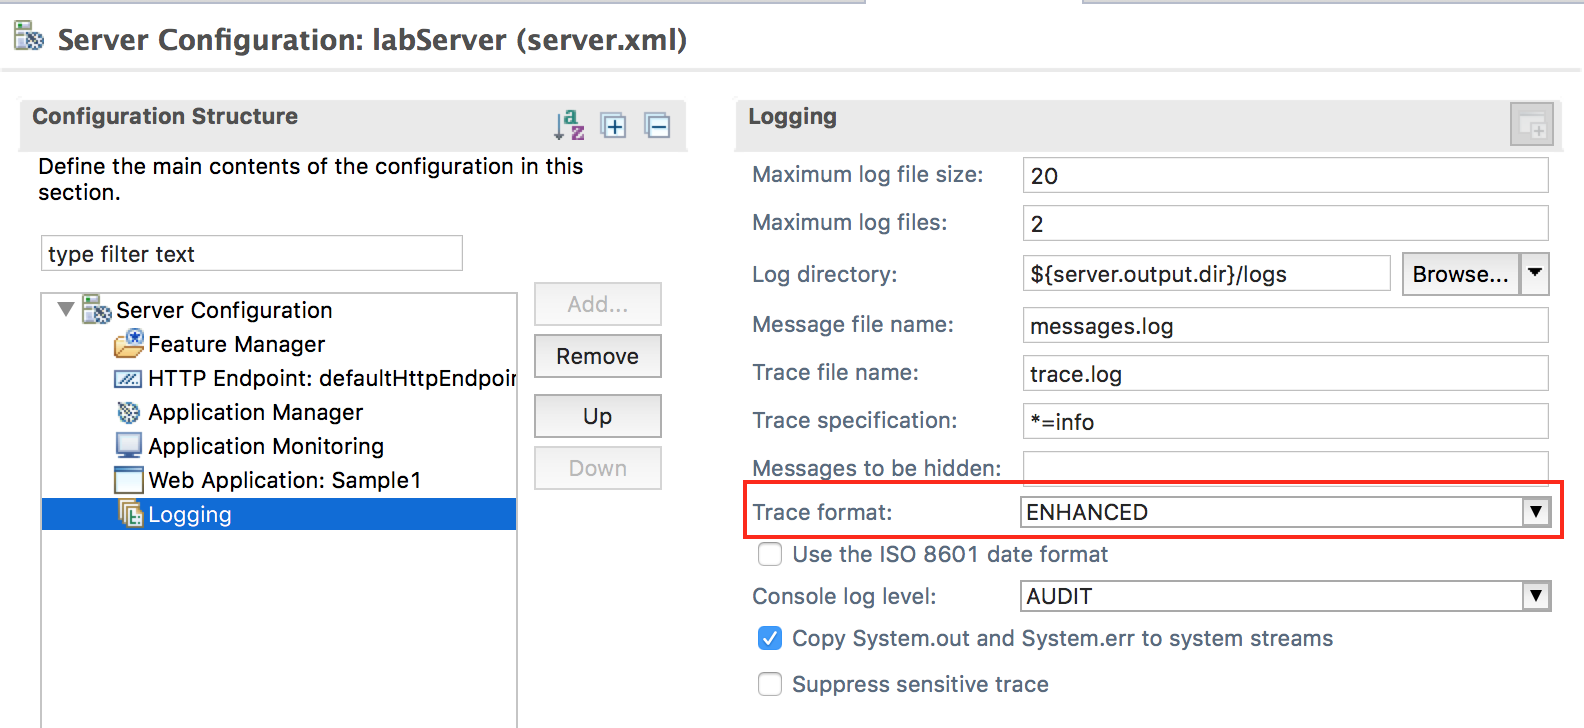 Server Configuration: labServer (server.xml)
Configuration Structure
Define the main contents of the configuration in this
section.
type filter text
Server Configuration
Feature Manager
HTTP Endpoint: defaultHttpEndpoin
Application Manager
Application Monitoring
Web Application: Sample1
Logging
Add...
Remove
Up
Down
Logging
Maximum log file size: 20
Maximum log files: 2
Log directory: ${server.output.dir}/logs Browse...
Message file name: messages.log
Trace file name: trace.log
Trace specification: *=info
Messages to be hidden:
Trace format: ENHANCED
Use the ISO 8601 date format
Console log level: AUDIT
Copy System.out and System.err to system streams
Suppress sensitive trace